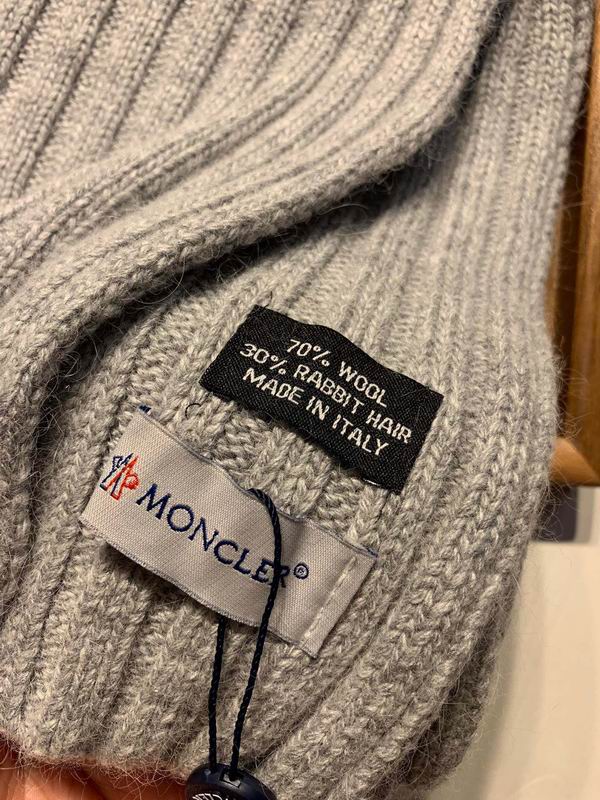 70% WOOL
30% RABBIT HAIR
MADE IN ITALY
MONCLER®